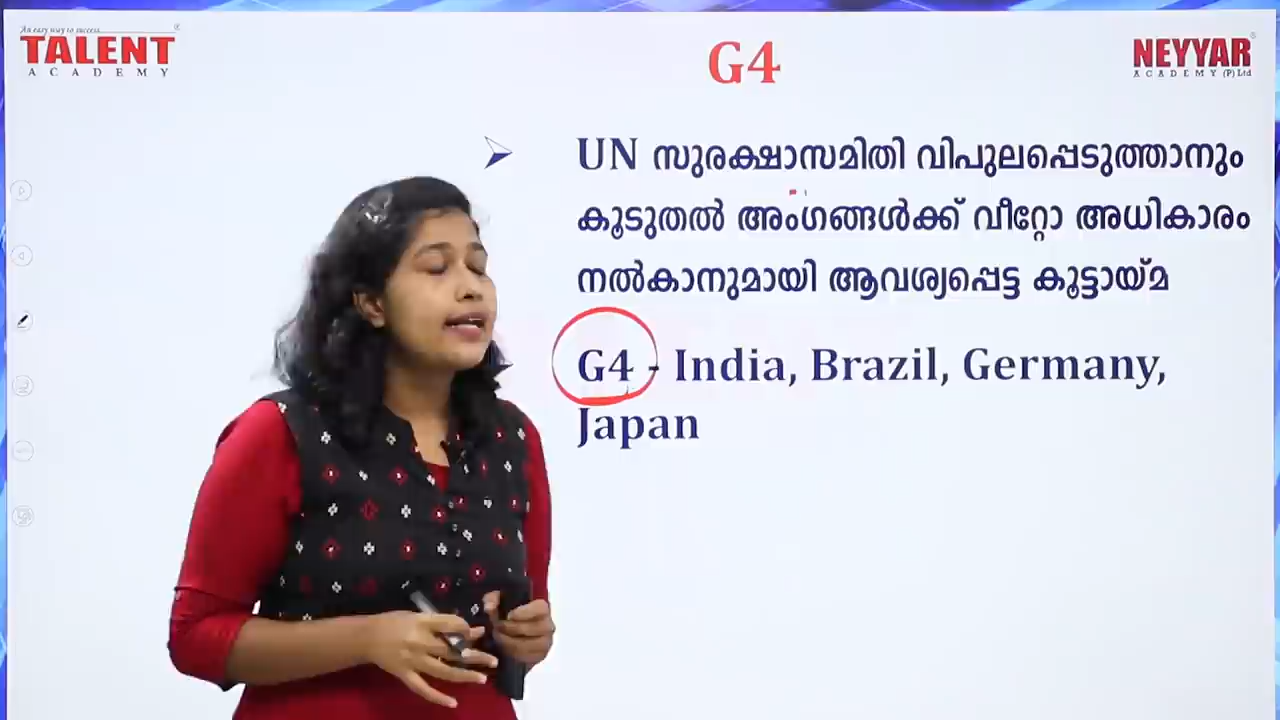 An easy way to success
TALENT
ACADEMY
G4
NEYYAR
ACADEMY (P) Ltd
UN സുരക്ഷാസമിതി വിപുലപ്പെടുത്താനും
കൂടുതൽ അംഗങ്ങൾക്ക് വീറ്റോ അധികാരം
നൽകാനുമായി ആവശ്യപ്പെട്ട കൂട്ടായ്മ
G4 - India, Brazil, Germany,
Japan